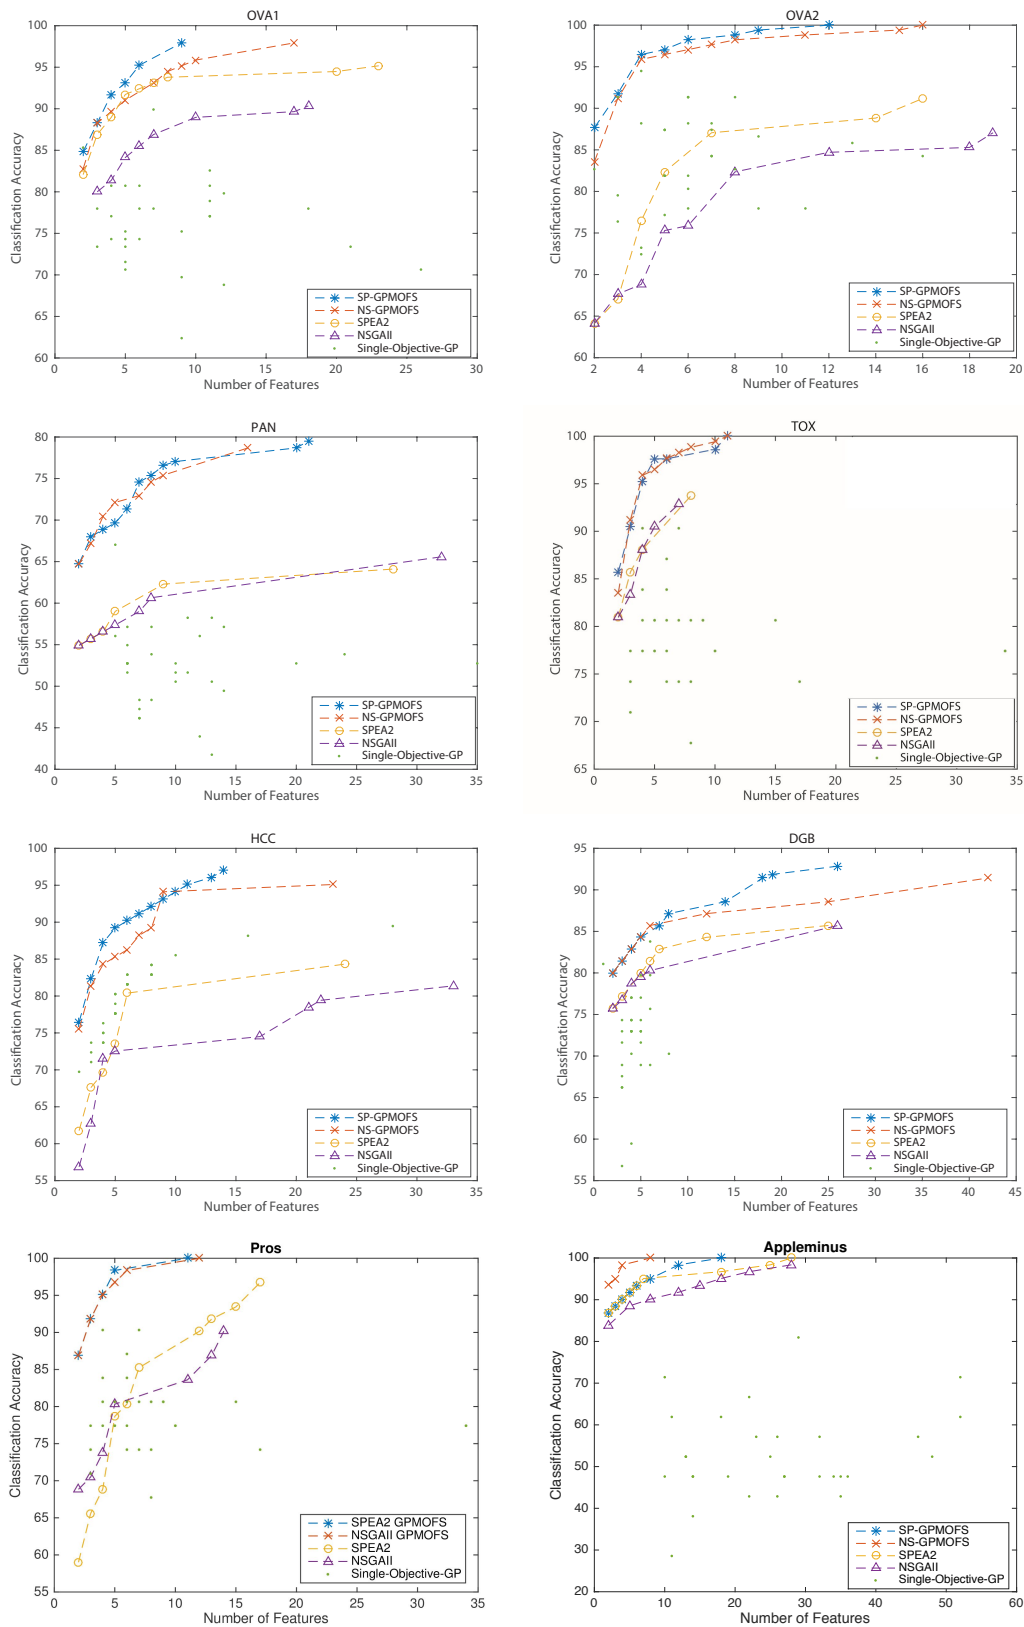 OVA1
100
95
90
85
80
75
70
65
60
Classification Accuracy
0 5 10 15 20 25 30
Number of Features
SP-GPMOFS
NS-GPMOFS
SPEA2
NSGAII
Single-Objective-GP
OVA2
100
95
90
85
80
75
70
65
60
Classification Accuracy
2 4 6 8 10 12 14 16 18 20
Number of Features
SP-GPMOFS
NS-GPMOFS
SPEA2
NSGAII
Single-Objective-GP
PAN
80
75
70
65
60
55
50
45
40
Classification Accuracy
0 5 10 15 20 25 30 35
Number of Features
SP-GPMOFS
NS-GPMOFS
SPEA2
NSGAII
Single-Objective-GP
TOX
100
95
90
85
80
75
70
65
Classification Accuracy
0 5 10 15 20 25 30 35
Number of Features
SP-GPMOFS
NS-GPMOFS
SPEA2
NSGAII
Single-Objective-GP
HCC
100
95
90
85
80
75
70
65
60
55
Classification Accuracy
0 5 10 15 20 25 30 35
Number of Features
SP-GPMOFS
NS-GPMOFS
SPEA2
NSGAII
Single-Objective-GP
DGB
95
90
85
80
75
70
65
60
55
Classification Accuracy
0 5 10 15 20 25 30 35 40 45
Number of Features
SP-GPMOFS
NS-GPMOFS
SPEA2
NSGAII
Single-Objective-GP
Pros
100
95
90
85
80
75
70
65
60
55
Classification Accuracy
0 5 10 15 20 25 30 35
Number of Features
SPEA2 GPMOFS
NSGAII GPMOFS
SPEA2
NSGAII
Single-Objective-GP
Appleminus
100
90
80
70
60
50
40
30
20
Classification Accuracy
0 10 20 30 40 50 60
Number of Features
SP-GPMOFS
NS-GPMOFS
SPEA2
NSGAII
Single-Objective-GP